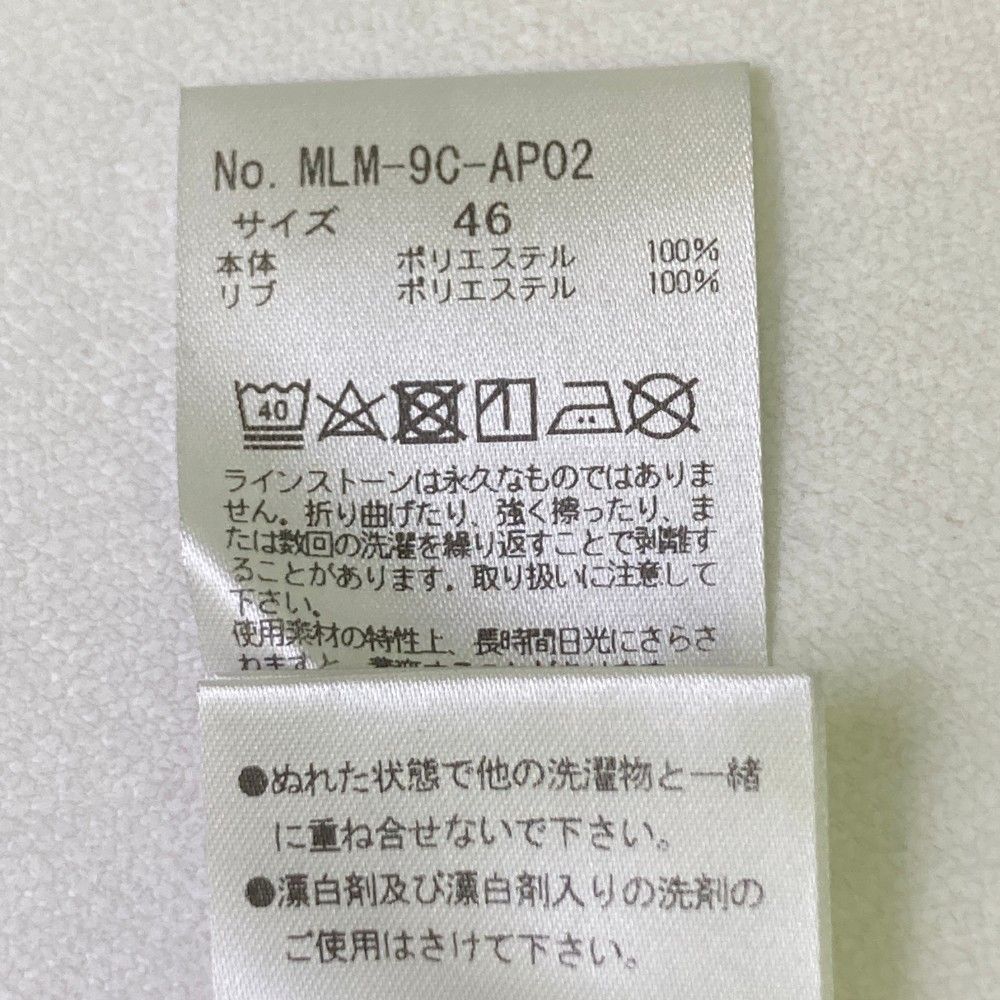 No. MLM-9C-AP02
サイズ 46
本体 ポリエステル 100%
リブ ポリエステル 100%
40
ラインストーンは永久なものではありま
せん。折り曲げたり、強く擦ったり、ま
たは数回の洗濯を繰り返すことで剥離す
ることがあります。取り扱いに注意して
下さい。
使用素材の特性上、長時間日光にさらさ
れますと、
●ぬれた状態で他の洗濯物と一緒
に重ね合せないで下さい。
●漂白剤及び漂白剤入りの洗剤の
ご使用はさけて下さい。